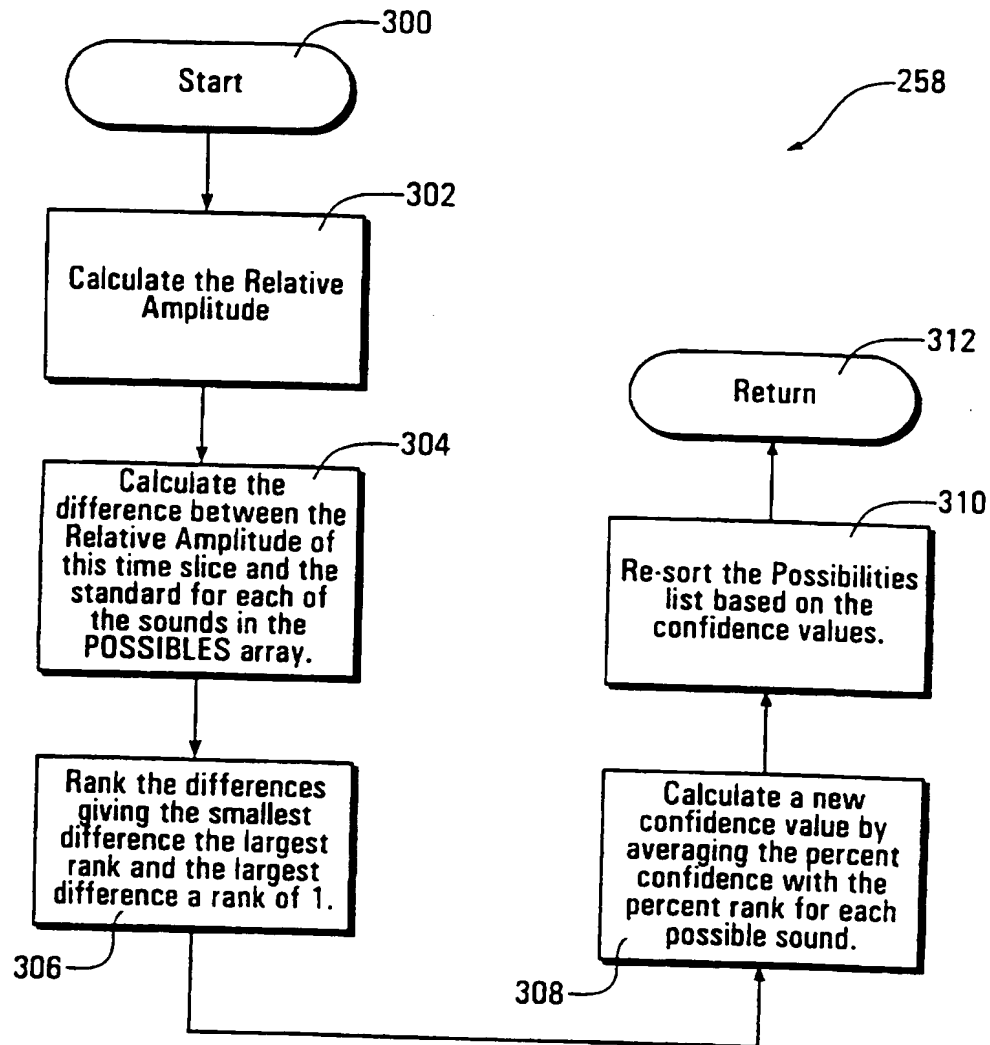 300
Start
258
302
Calculate the Relative
Amplitude
304
Calculate the
difference between the
Relative Amplitude of
this time slice and the
standard for each of
the sounds in the
POSSIBLES array.
Rank the differences
giving the smallest
difference the largest
rank and the largest
difference a rank of 1.
306
308
Calculate a new
confidence value by
averaging the percent
confidence with the
percent rank for each
possible sound.
310
Re-sort the Possibilities
list based on the
confidence values.
312
Return